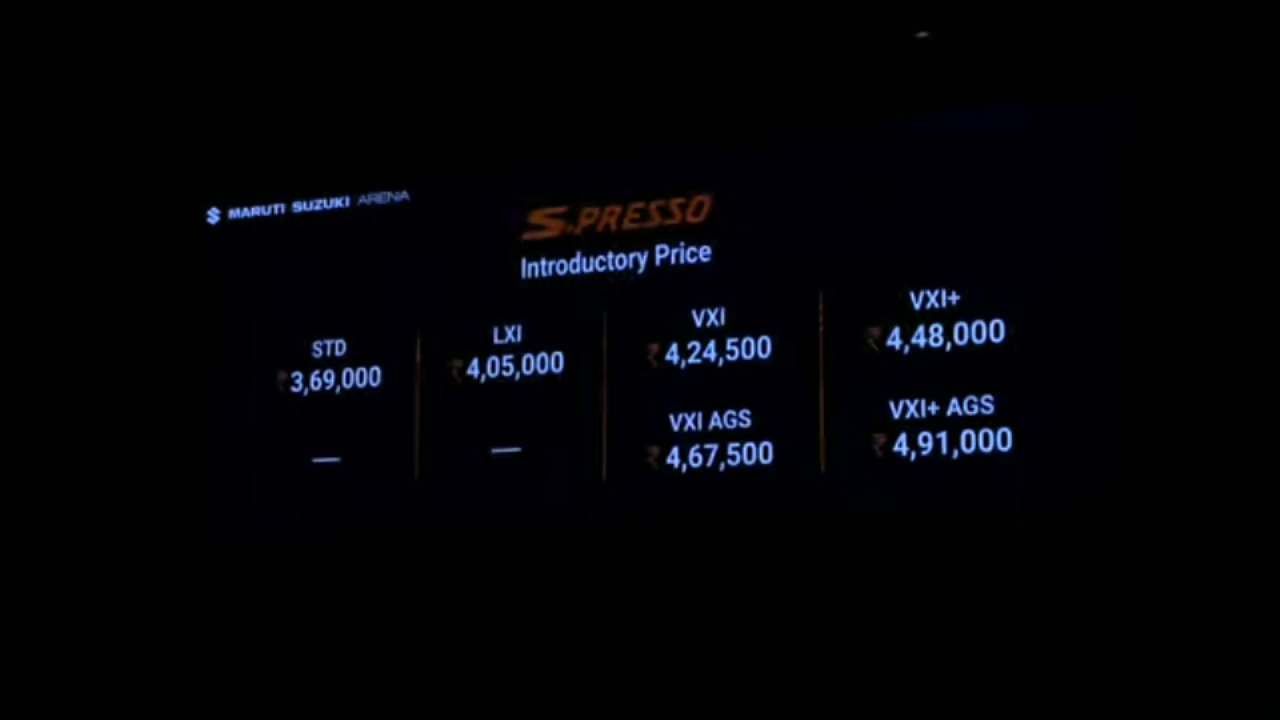 MARUTI SUZUKI ARENA
S-PRESSO
Introductory Price
STD
₹3,69,000
—
LXI
₹4,05,000
—
VXI
₹4,24,500
VXI AGS
₹4,67,500
VXI+
₹4,48,000
VXI+ AGS
₹4,91,000